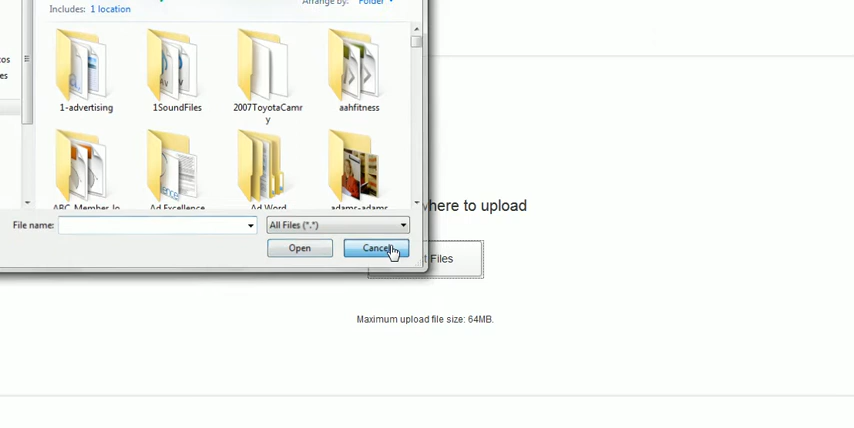 Arrange by: Folder
Includes: 1 location
1-advertising
1SoundFiles
2007ToyotaCamr
y
aahfitness
Ad Excellence
Ad Word
adams-adams
where to upload
File name:
All Files (*.*)
Open
Cancel
t Files
Maximum upload file size: 64MB.